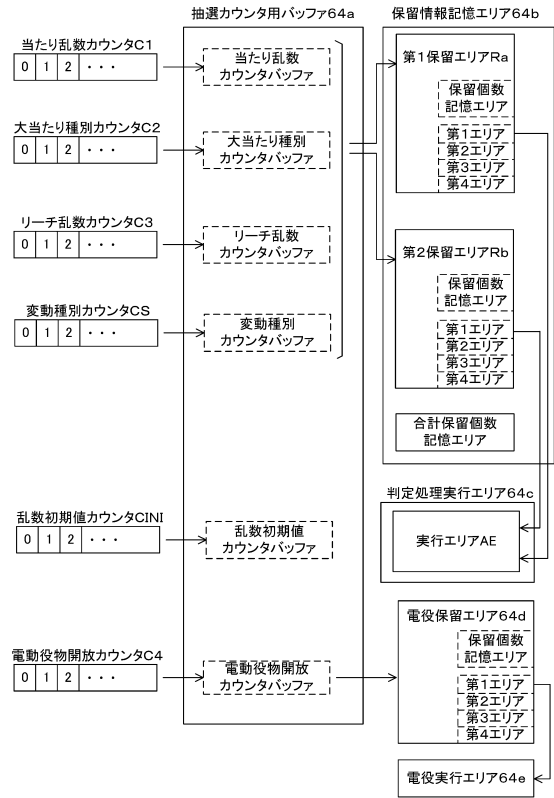 抽選カウンタ用バッファ64a
当たり乱数カウンタC1
0 1 2 ・・・
当たり乱数
カウンタバッファ
大当たり種別カウンタC2
0 1 2 ・・・
大当たり種別
カウンタバッファ
リーチ乱数カウンタC3
0 1 2 ・・・
リーチ乱数
カウンタバッファ
変動種別カウンタCS
0 1 2 ・・・
変動種別
カウンタバッファ
乱数初期値カウンタCINI
0 1 2 ・・・
乱数初期値
カウンタバッファ
電動役物開放カウンタC4
0 1 2 ・・・
電動役物開放
カウンタバッファ
保留情報記憶エリア64b
第1保留エリアRa
保留個数
記憶エリア
第1エリア
第2エリア
第3エリア
第4エリア
第2保留エリアRb
保留個数
記憶エリア
第1エリア
第2エリア
第3エリア
第4エリア
合計保留個数
記憶エリア
判定処理実行エリア64c
実行エリアAE
電役保留エリア64d
保留個数
記憶エリア
第1エリア
第2エリア
第3エリア
第4エリア
電役実行エリア64e